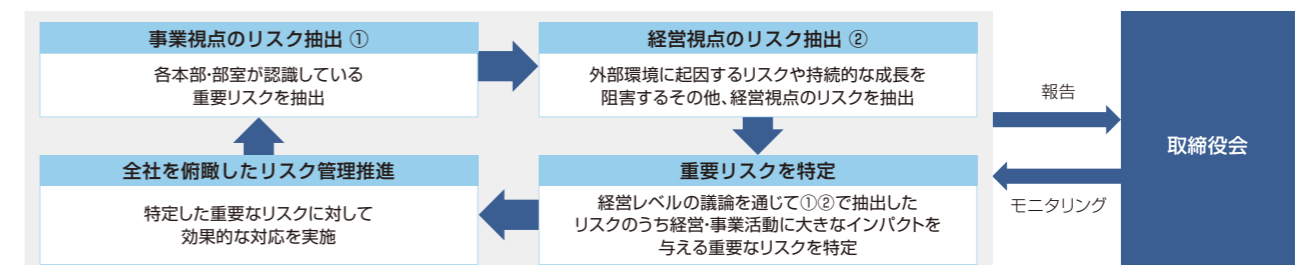 事業視点のリスク抽出 ①
各本部・部室が認識している
重要リスクを抽出
経営視点のリスク抽出 ②
外部環境に起因するリスクや持続的な成長を
阻害するその他、経営視点のリスクを抽出
全社を俯瞰したリスク管理推進
特定した重要なリスクに対して
効果的な対応を実施
重要リスクを特定
経営レベルの議論を通じて①②で抽出した
リスクのうち経営・事業活動に大きなインパクトを
与える重要なリスクを特定
報告
モニタリング
取締役会